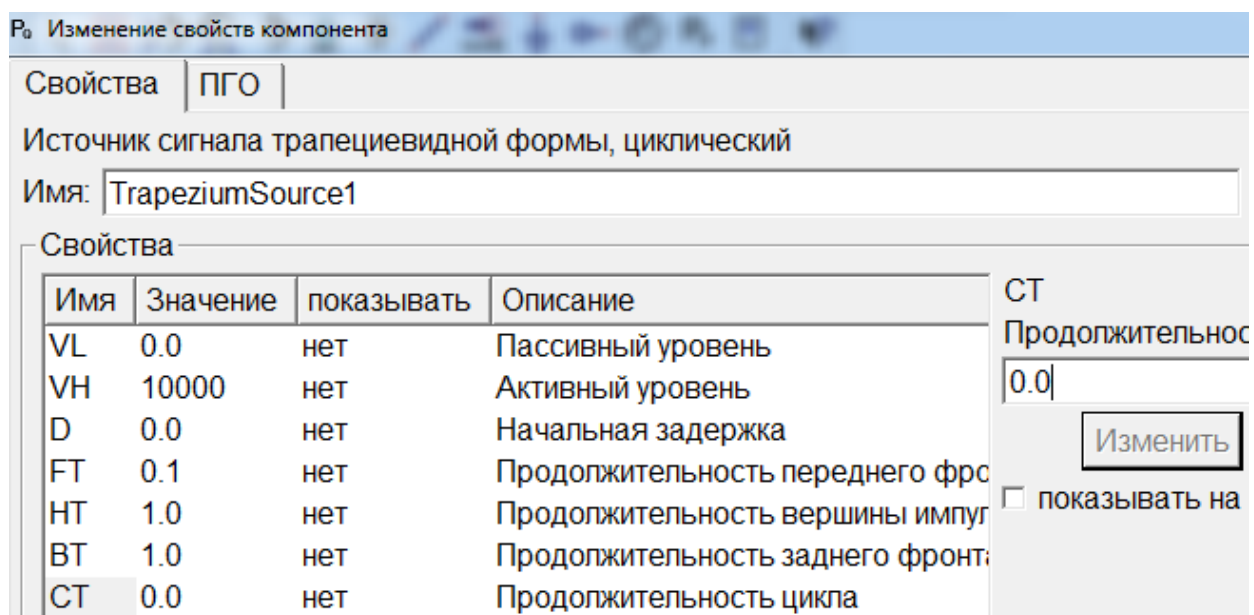 Изменение свойств компонента
Свойства ПГО
Источник сигнала трапециевидной формы, циклический
Имя: TrapeziumSource1
Свойства
Имя Значение показывать Описание
VL 0.0 нет Пассивный уровень
VH 10000 нет Активный уровень
D 0.0 нет Начальная задержка
FT 0.1 нет Продолжительность переднего фро
HT 1.0 нет Продолжительность вершины импул
BT 1.0 нет Продолжительность заднего фронта
CT 0.0 нет Продолжительность цикла
CT
Продолжительнос
0.0
Изменить
показывать на